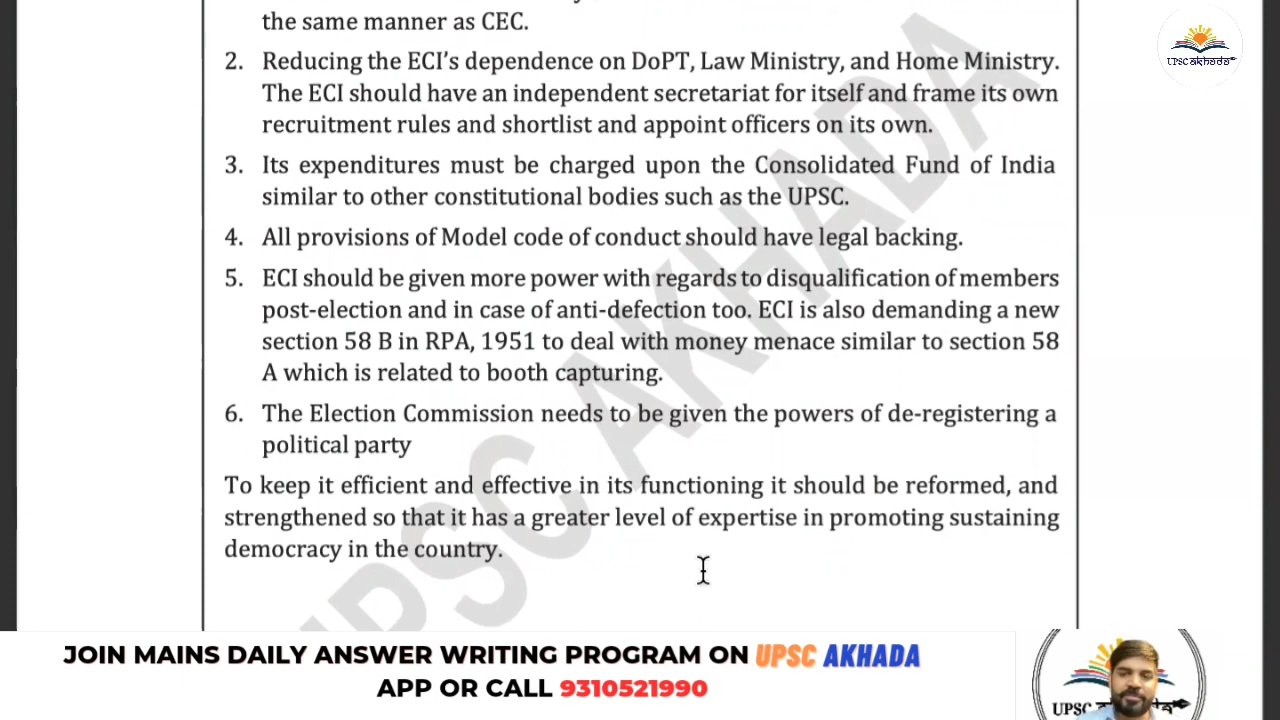 the same manner as CEC.
2. Reducing the ECI's dependence on DoPT, Law Ministry, and Home Ministry.
The ECI should have an independent secretariat for itself and frame its own
recruitment rules and shortlist and appoint officers on its own.
3. Its expenditures must be charged upon the Consolidated Fund of India
similar to other constitutional bodies such as the UPSC.
4. All provisions of Model code of conduct should have legal backing.
5. ECI should be given more power with regards to disqualification of members
post-election and in case of anti-defection too. ECI is also demanding a new
section 58 B in RPA, 1951 to deal with money menace similar to section 58
A which is related to booth capturing.
6. The Election Commission needs to be given the powers of de-registering a
political party
To keep it efficient and effective in its functioning it should be reformed, and
strengthened so that it has a greater level of expertise in promoting sustaining
democracy in the country.
UPSC AKHADA
UPSC akhada
JOIN MAINS DAILY ANSWER WRITING PROGRAM ON UPSC AKHADA
APP OR CALL 9310521990
UPSC